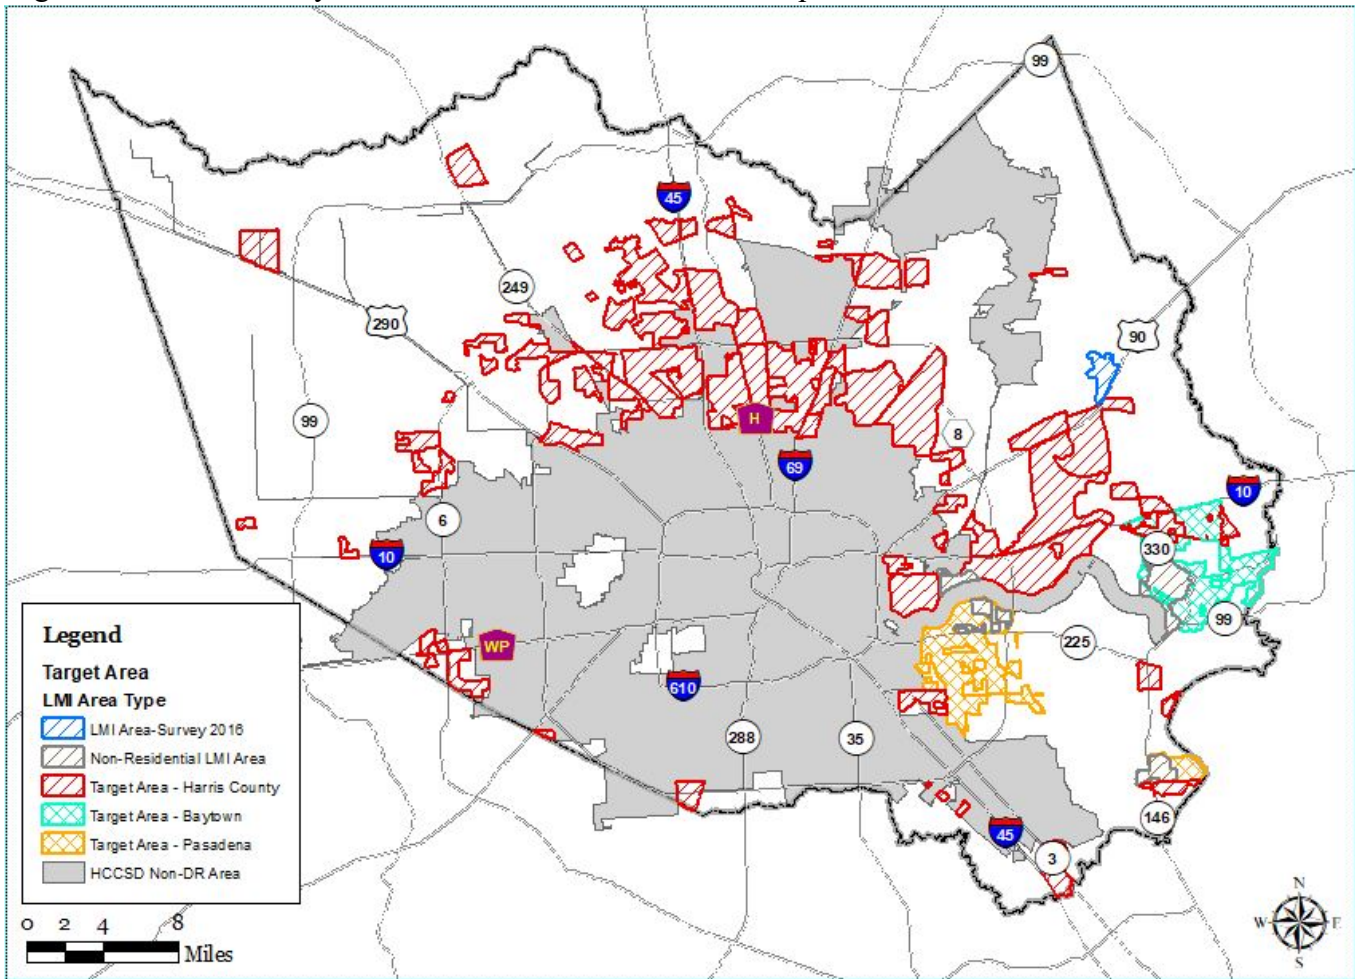 99
45
249
290
90
99
H
8
69
10
6
10
330
99
WP
225
610
288
35
146
45
3
Legend
Target Area
LMI Area Type
LMI Area-Survey 2016
Non-Residential LMI Area
Target Area - Harris County
Target Area - Baytown
Target Area - Pasadena
HCCSD Non-DR Area
0 2 4 8
Miles
N
W E
S